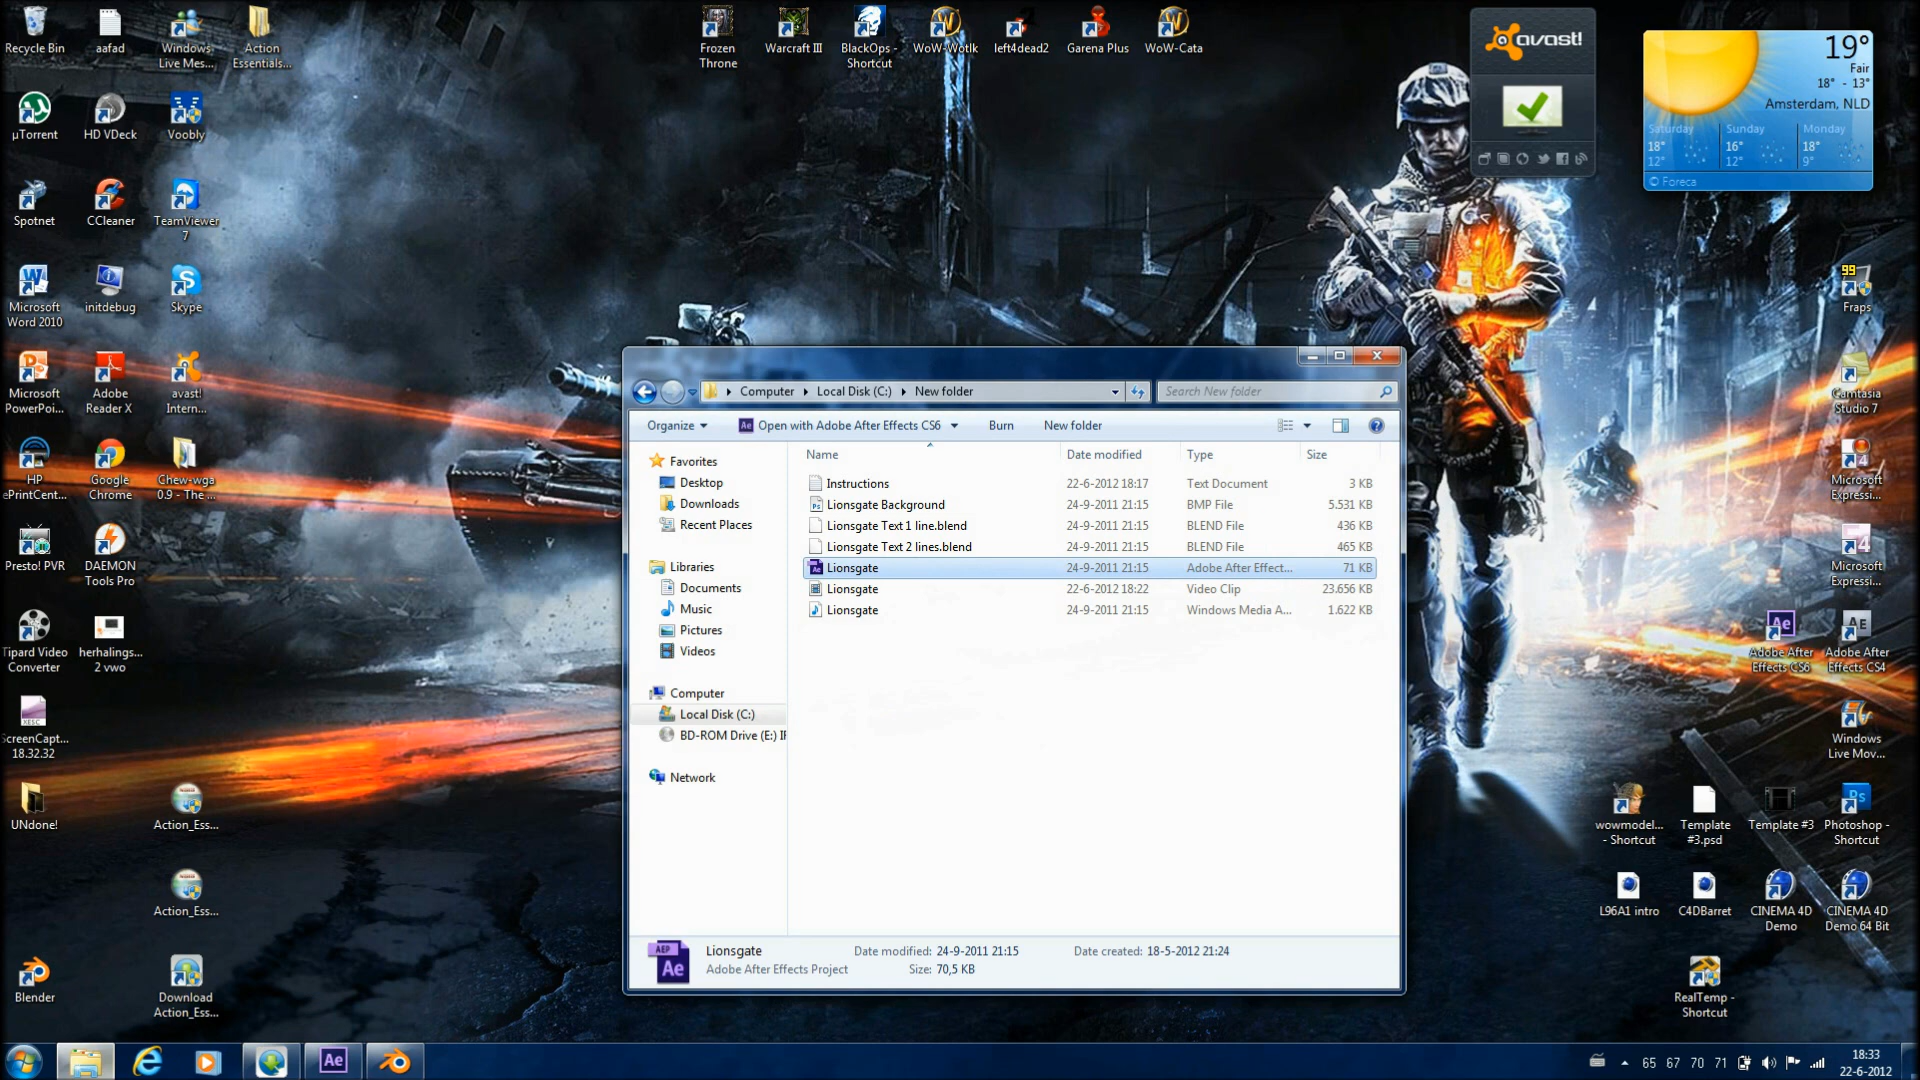 Recycle Bin
aafad
Windows Live Mes...
Action Essentials...
Frozen Throne
Warcraft III
BlackOps - Shortcut
WoW-Wotlk
left4dead2
Garena Plus
WoW-Cata
avast!
19°
Fair
18° - 13°
Amsterdam, NLD
Saturday 18° 12°
Sunday 16° 12°
Monday 18° 9°
© Foreca
µTorrent
HD VDeck
Voobly
Spotnet
CCleaner
TeamViewer 7
Microsoft Word 2010
initdebug
Skype
99
Fraps
Microsoft PowerPoi...
Adobe Reader X
avast! Intern...
Camtasia Studio 7
HP ePrintCent...
Google Chrome
Chew-wga 0.9 - The ...
Microsoft Expressi...
Presto! PVR
DAEMON Tools Pro
Microsoft Expressi...
Tipard Video Converter
herhalings... 2 vwo
Adobe After Effects CS6
Adobe After Effects CS4
ScreenCapt... 18.32.32
Windows Live Mov...
UNdone!
Action_Ess...
wowmodel... - Shortcut
Template #3.psd
Template #3
Photoshop - Shortcut
Action_Ess...
L96A1 intro
C4DBarret
CINEMA 4D Demo
CINEMA 4D Demo 64 Bit
Blender
Download Action_Ess...
RealTemp - Shortcut
Computer
Local Disk (C:)
New folder
Search New folder
Organize
Open with Adobe After Effects CS6
Burn
New folder
Name
Date modified
Type
Size
Favorites
Desktop
Downloads
Recent Places
Libraries
Documents
Music
Pictures
Videos
Computer
Local Disk (C:)
BD-ROM Drive (E:)
Network
Instructions 22-6-2012 18:17 Text Document 3 KB
Lionsgate Background 24-9-2011 21:15 BMP File 5.531 KB
Lionsgate Text 1 line.blend 24-9-2011 21:15 BLEND File 436 KB
Lionsgate Text 2 lines.blend 24-9-2011 21:15 BLEND File 465 KB
Lionsgate 24-9-2011 21:15 Adobe After Effect... 71 KB
Lionsgate 22-6-2012 18:22 Video Clip 23.656 KB
Lionsgate 24-9-2011 21:15 Windows Media A... 1.622 KB
AEP
Ae
Lionsgate
Date modified: 24-9-2011 21:15
Date created: 18-5-2012 21:24
Adobe After Effects Project
Size: 70,5 KB
Ae
65 67 70 71
18:33
22-6-2012